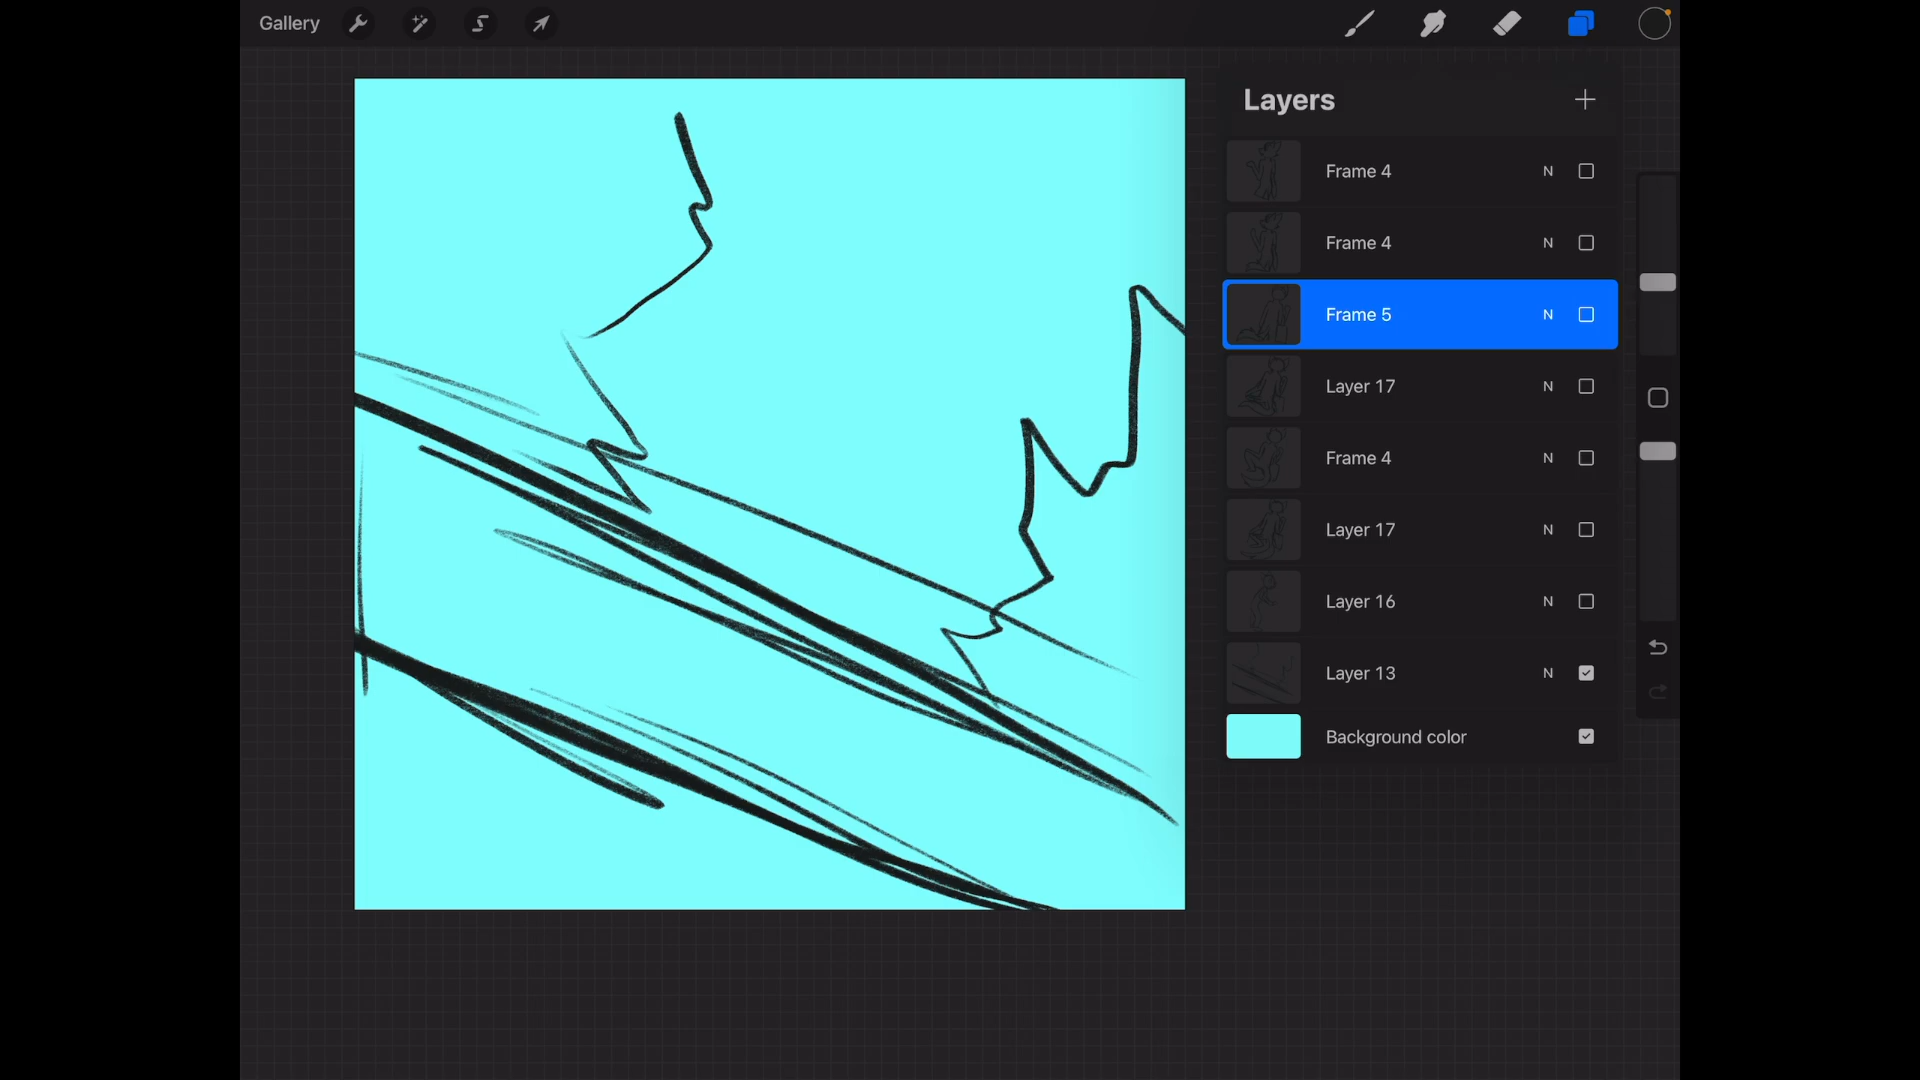 Gallery
Layers
Frame 4 N
Frame 4 N
Frame 5 N
Layer 17 N
Frame 4 N
Layer 17 N
Layer 16 N
Layer 13 N
Background color